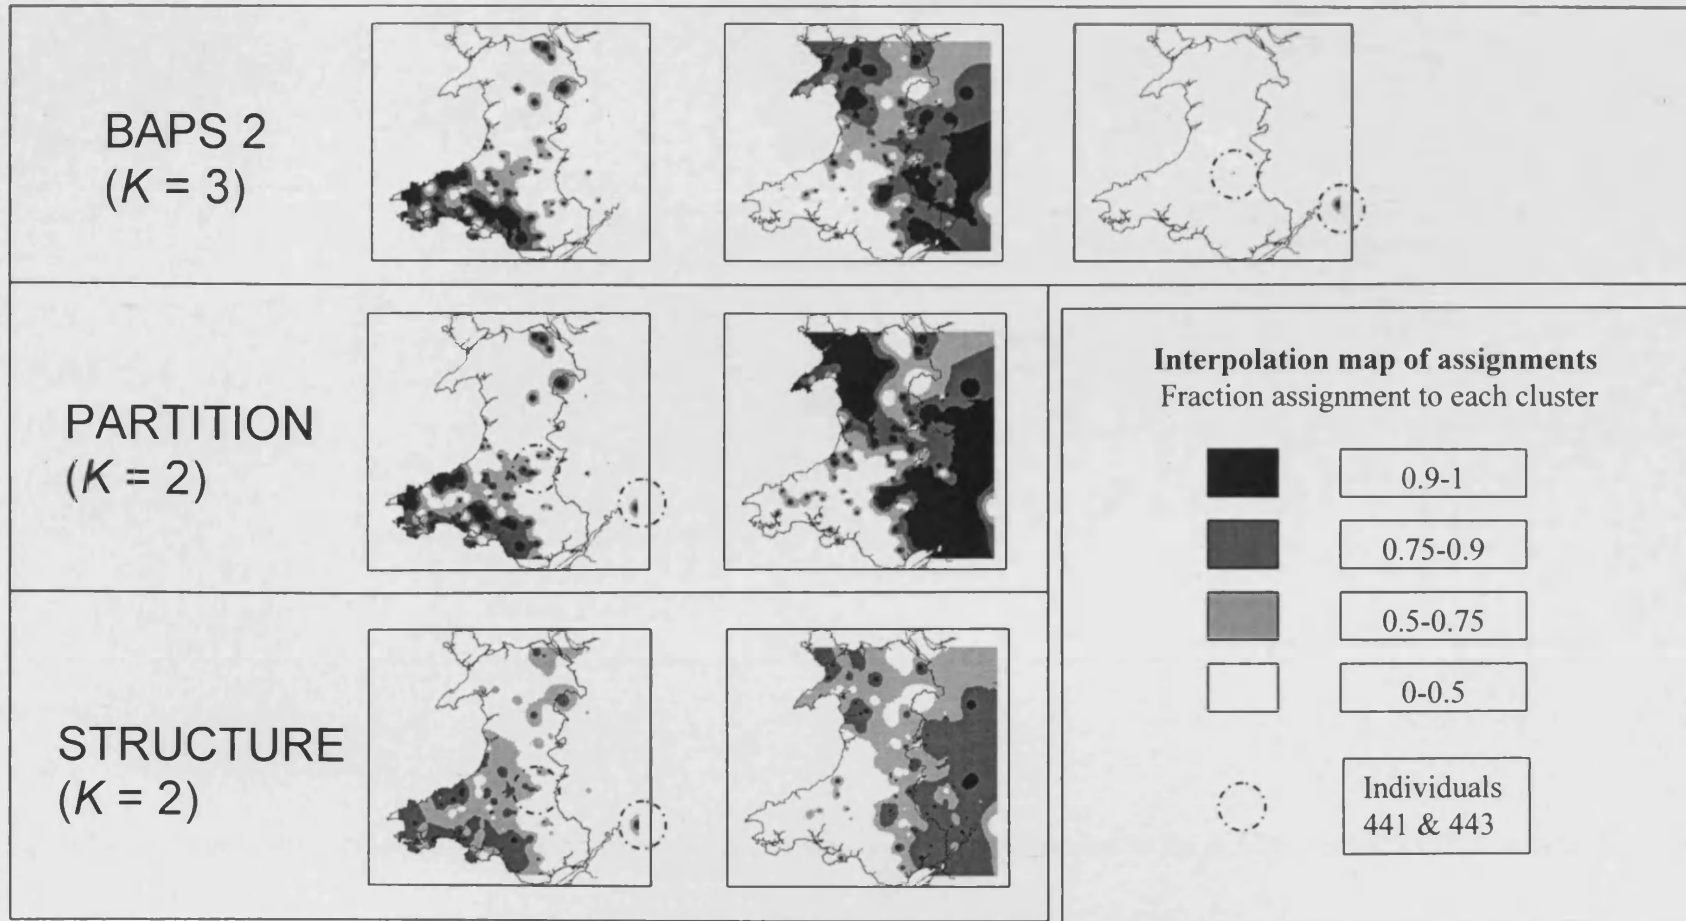 BAPS 2
(K = 3)
PARTITION
(K = 2)
STRUCTURE
(K = 2)
Interpolation map of assignments
Fraction assignment to each cluster
0.9-1
0.75-0.9
0.5-0.75
0-0.5
Individuals
441 & 443